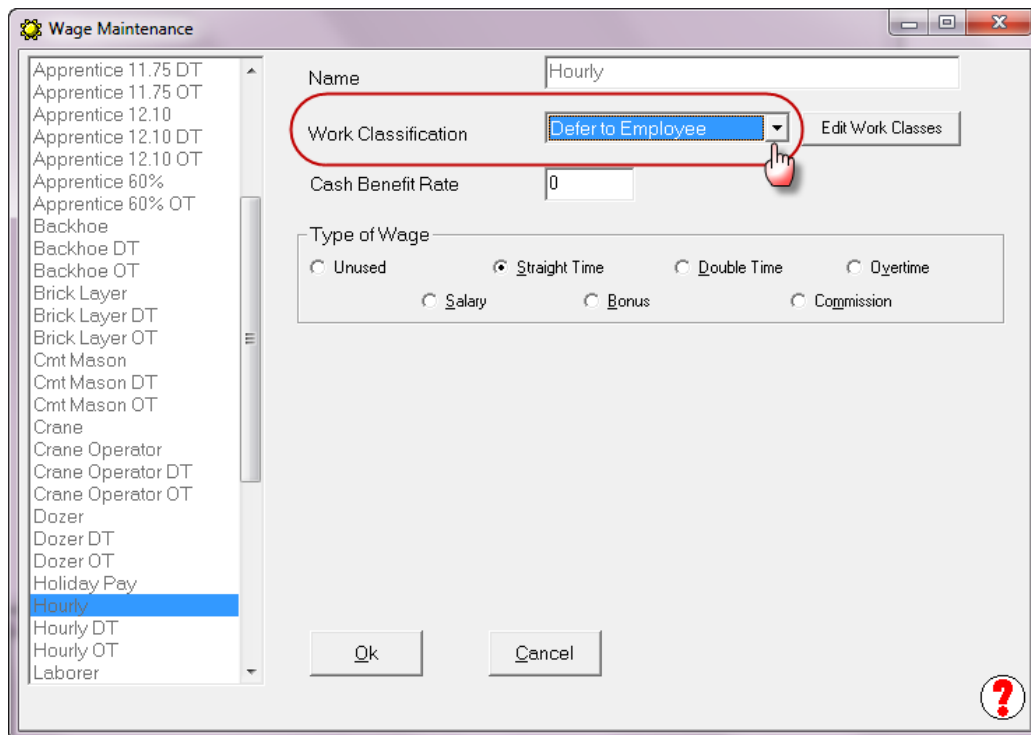 Wage Maintenance
Apprentice 11.75 DT
Apprentice 11.75 OT
Apprentice 12.10
Apprentice 12.10 DT
Apprentice 12.10 OT
Apprentice 60%
Apprentice 60% OT
Backhoe
Backhoe DT
Backhoe OT
Brick Layer
Brick Layer DT
Brick Layer OT
Cmt Mason
Cmt Mason DT
Cmt Mason OT
Crane
Crane Operator
Crane Operator DT
Crane Operator OT
Dozer
Dozer DT
Dozer OT
Holiday Pay
Hourly
Hourly DT
Hourly OT
Laborer
Name Hourly
Work Classification Defer to Employee Edit Work Classes
Cash Benefit Rate 0
Type of Wage
Unused Straight Time Double Time Overtime
Salary Bonus Commission
Ok Cancel
?